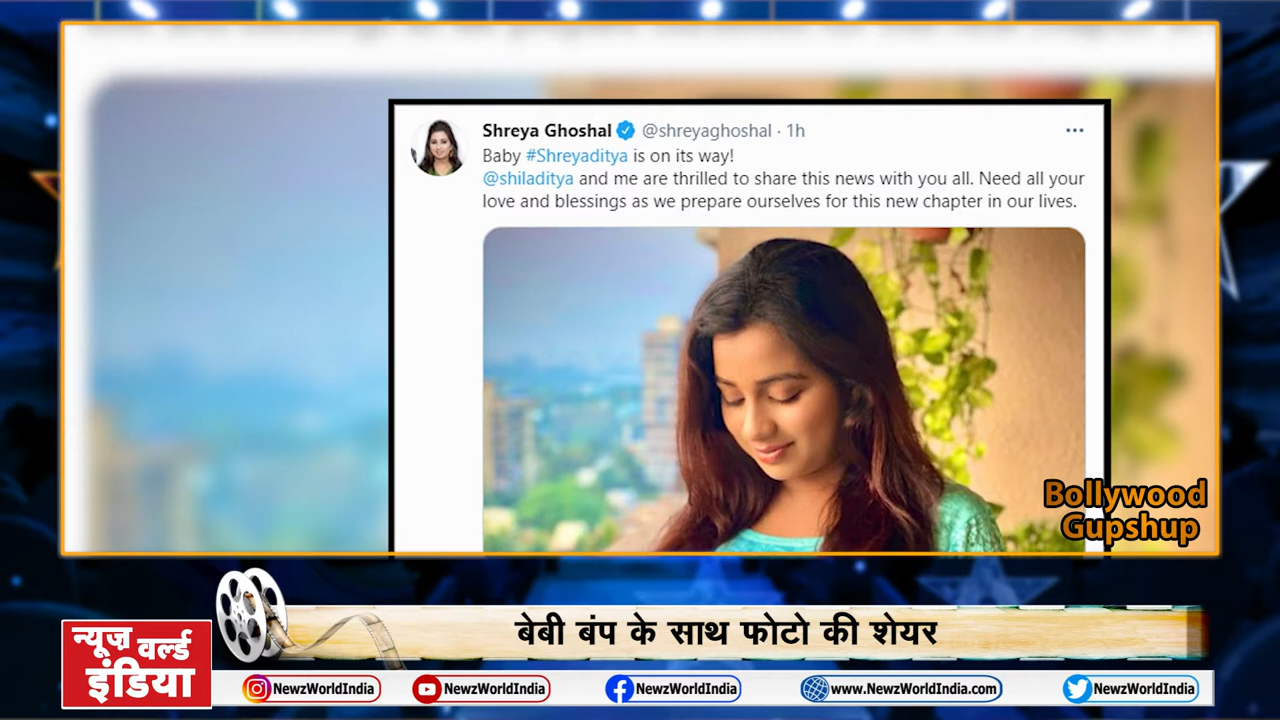 Shreya Ghoshal @shreyaghoshal · 1h
Baby #Shreyaditya is on its way!
@shiladitya and me are thrilled to share this news with you all. Need all your
love and blessings as we prepare ourselves for this new chapter in our lives.
Bollywood
Gupshup
बेबी बंप के साथ फोटो की शेयर
न्यूज़ वर्ल्ड
इंडिया
NewzWorldIndia NewzWorldIndia NewzWorldIndia www.NewzWorldIndia.com NewzWorldIndia